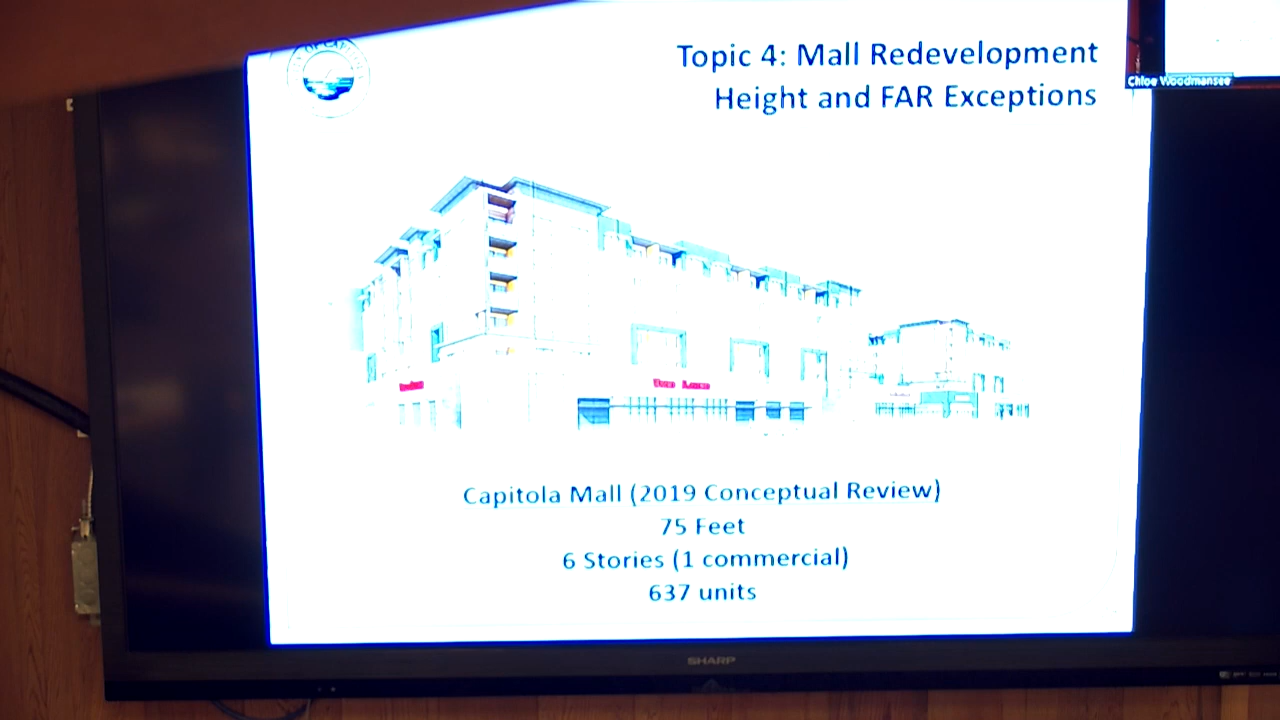 Topic 4: Mall Redevelopment
Height and FAR Exceptions
Chloe Woodmansee
Capitola Mall (2019 Conceptual Review)
75 Feet
6 Stories (1 commercial)
637 units
SHARP